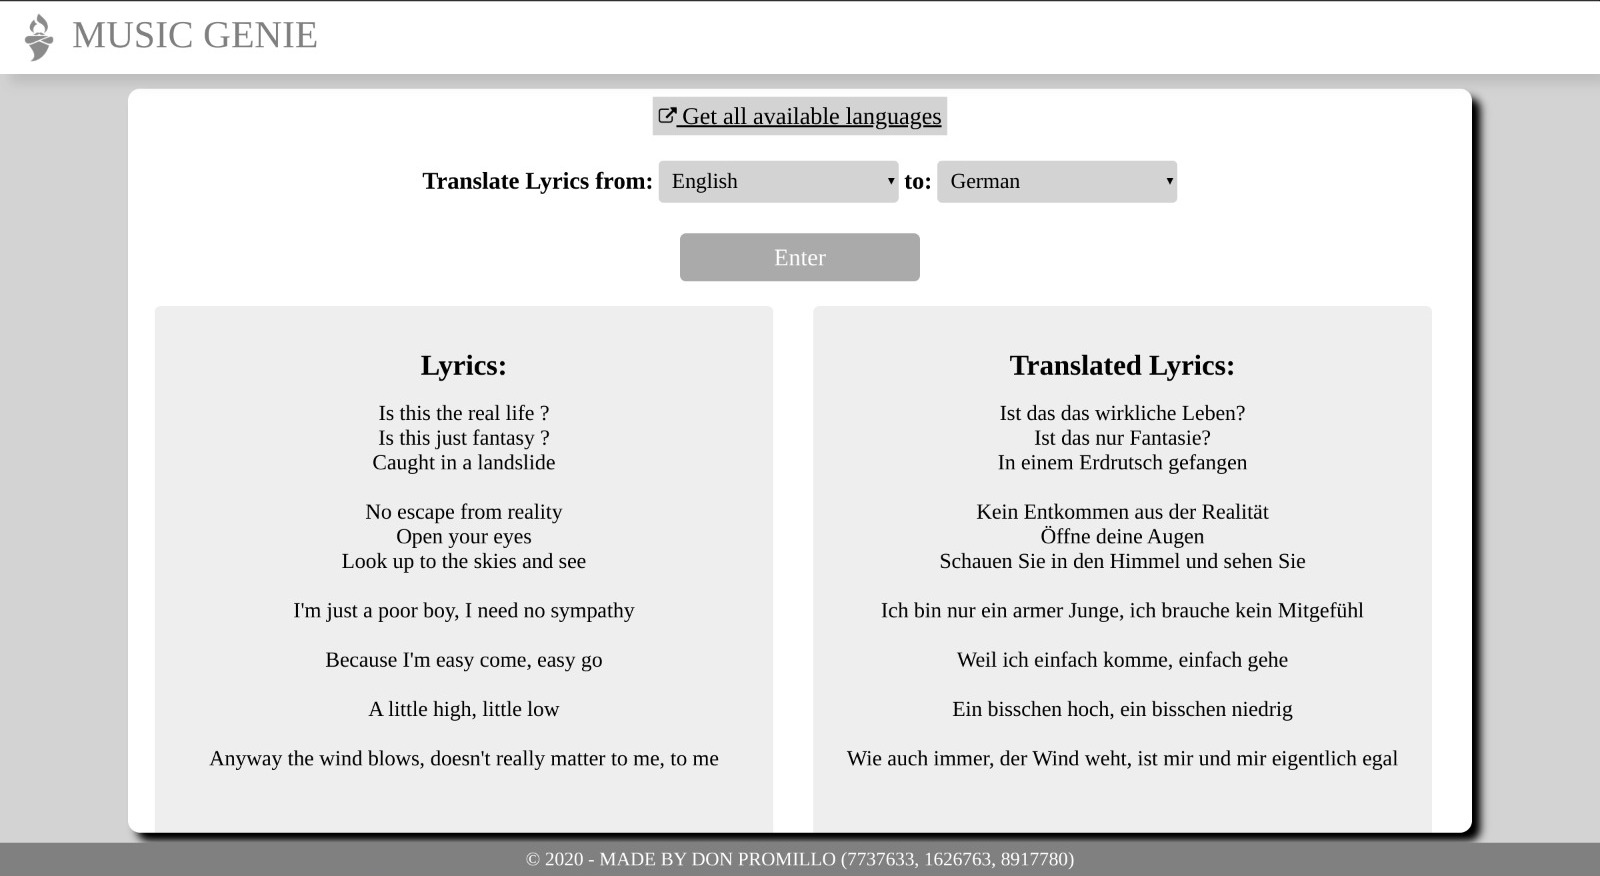 MUSIC GENIE
Get all available languages
Translate Lyrics from: English to: German
Enter
Lyrics:
Is this the real life ?
Is this just fantasy ?
Caught in a landslide
No escape from reality
Open your eyes
Look up to the skies and see
I'm just a poor boy, I need no sympathy
Because I'm easy come, easy go
A little high, little low
Anyway the wind blows, doesn't really matter to me, to me
Translated Lyrics:
Ist das das wirkliche Leben?
Ist das nur Fantasie?
In einem Erdrutsch gefangen
Kein Entkommen aus der Realität
Öffne deine Augen
Schauen Sie in den Himmel und sehen Sie
Ich bin nur ein armer Junge, ich brauche kein Mitgefühl
Weil ich einfach komme, einfach gehe
Ein bisschen hoch, ein bisschen niedrig
Wie auch immer, der Wind weht, ist mir und mir eigentlich egal
© 2020 - MADE BY DON PROMILLO (7737633, 1626763, 8917780)